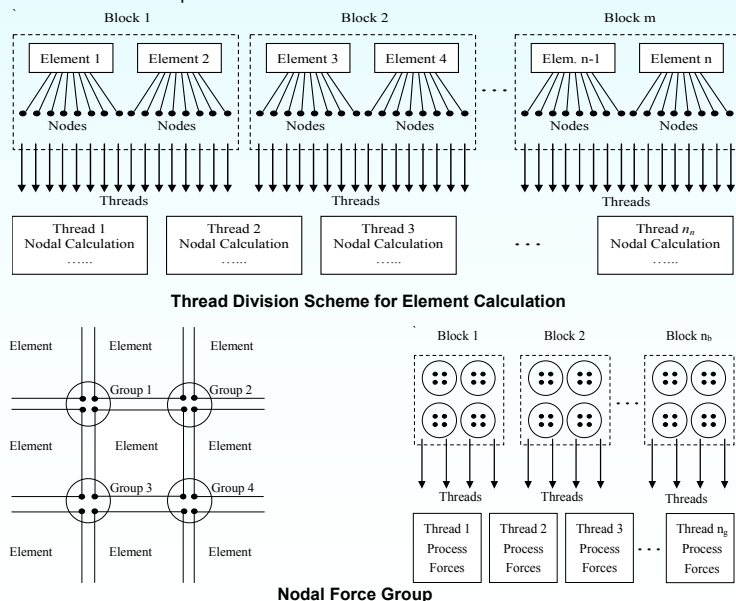 Block 1 Block 2 Block m
Element 1 Element 2 Element 3 Element 4 Elem. n-1 Element n
. . .
Nodes Nodes Nodes Nodes Nodes Nodes
Threads Threads Threads
Thread 1 Thread 2 Thread 3 Thread nₙ
Nodal Calculation Nodal Calculation Nodal Calculation . . . Nodal Calculation
…... …... …... …...
Thread Division Scheme for Element Calculation
Element Element Element
Group 1 Group 2
Element Element Element
Group 3 Group 4
Element Element Element
Block 1 Block 2 Block n_b
. . .
Threads Threads Threads
Thread 1 Thread 2 Thread 3 Thread n_g
Process Process Process . . . Process
Forces Forces Forces Forces
Nodal Force Group